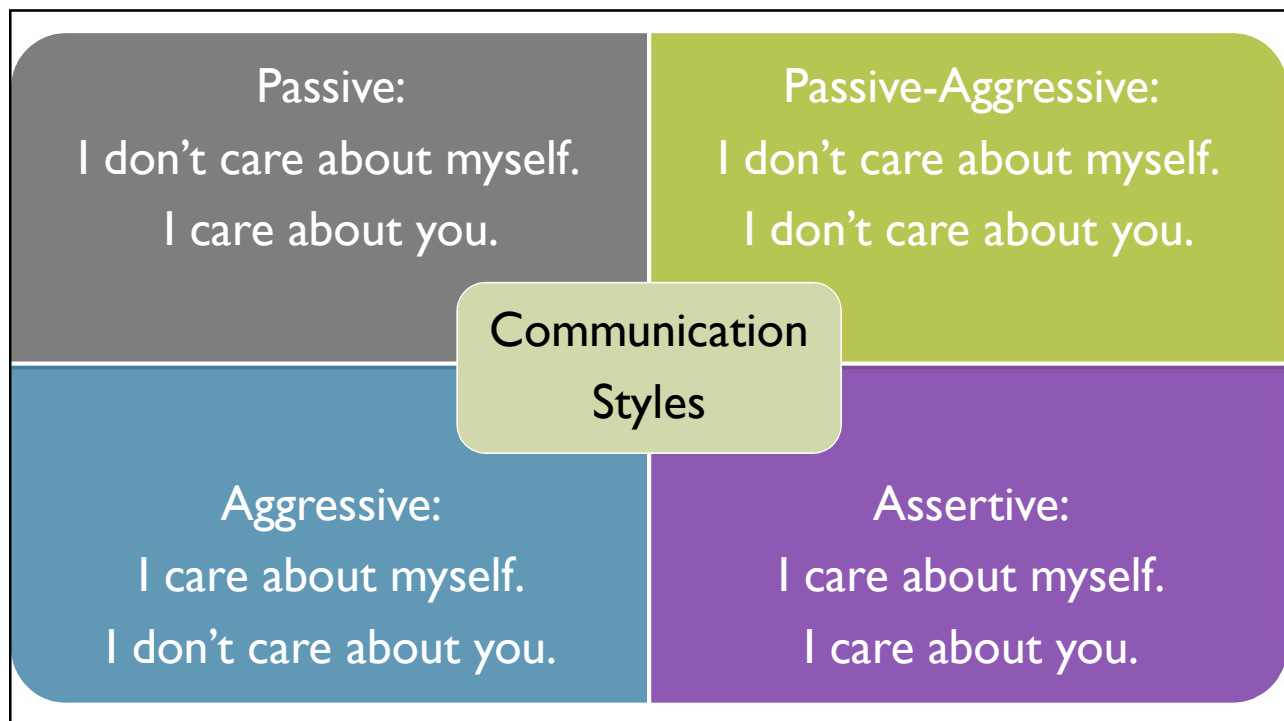 Passive:
I don’t care about myself.
I care about you.
Passive-Aggressive:
I don’t care about myself.
I don’t care about you.
Communication
Styles
Aggressive:
I care about myself.
I don’t care about you.
Assertive:
I care about myself.
I care about you.